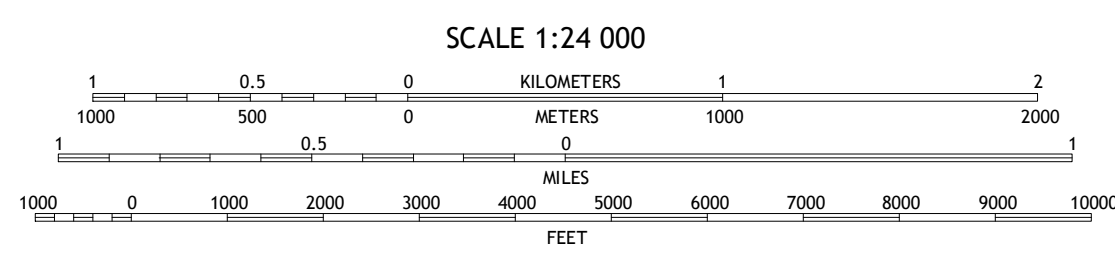 SCALE 1:24 000
1 0.5 0 KILOMETERS 1 2
1000 500 0 METERS 1000 2000
1 0.5 0 1
MILES
1000 0 1000 2000 3000 4000 5000 6000 7000 8000 9000 10000
FEET